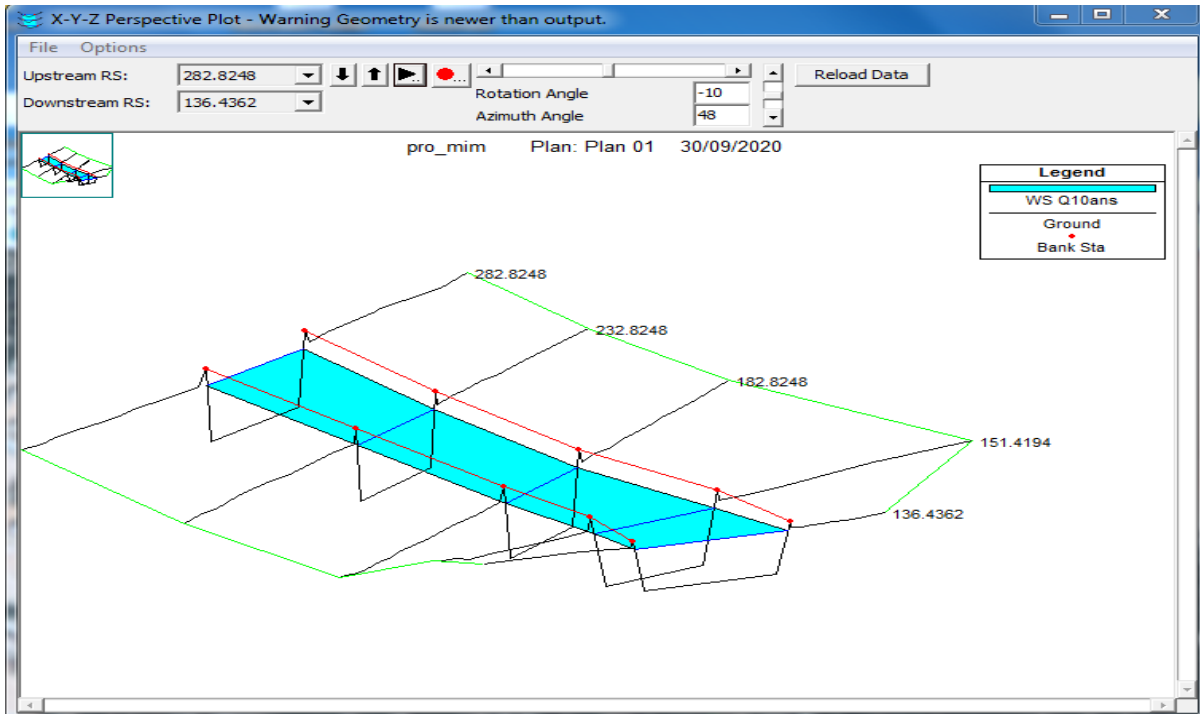 X-Y-Z Perspective Plot - Warning Geometry is newer than output.
File Options
Upstream RS: 282.8248
Downstream RS: 136.4362
Rotation Angle -10
Azimuth Angle 48
Reload Data
pro_mim Plan: Plan 01 30/09/2020
Legend
WS Q10ans
Ground
Bank Sta
282.8248
232.8248
182.8248
151.4194
136.4362